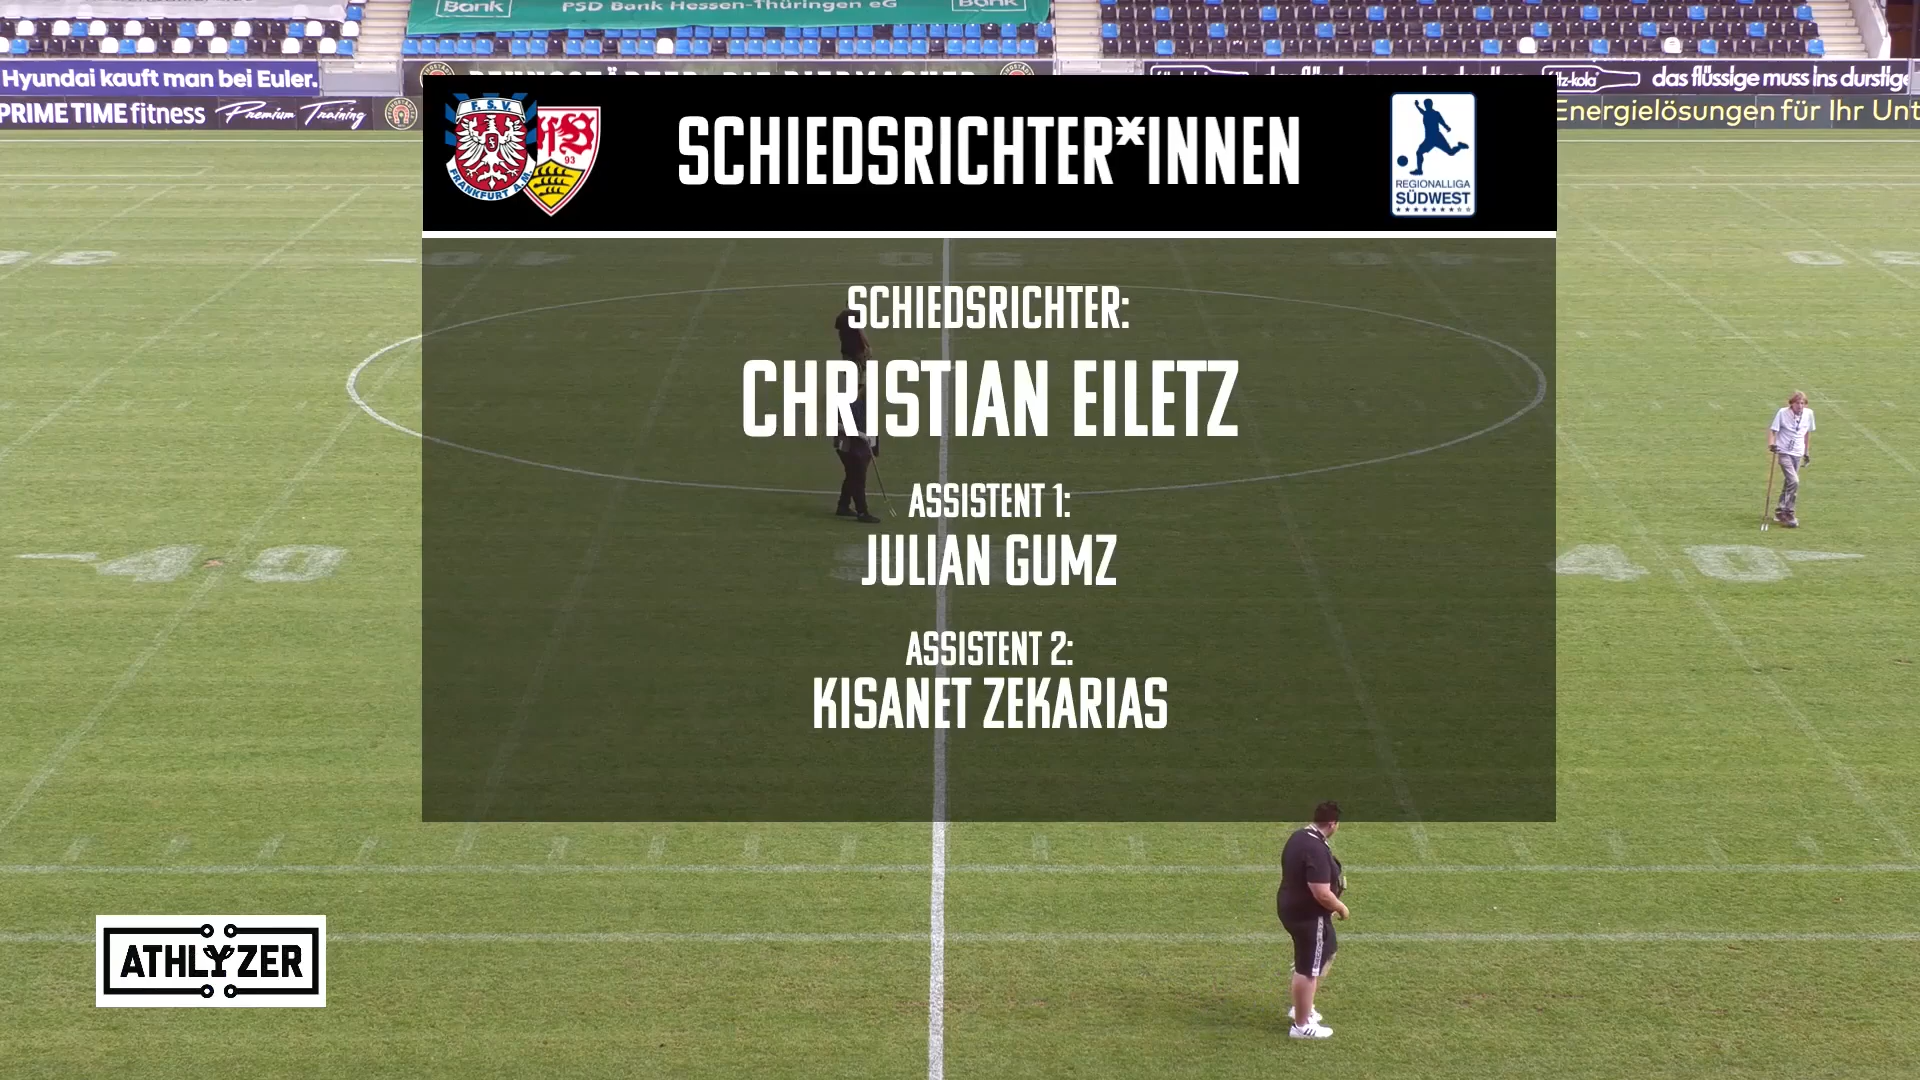 Bank
PSD Bank Hessen-Thüringen eG
Bank
Hyundai kauft man bei Euler.
das flüssige muss ins durstige
PRIME TIME fitness
Premium Training
Energielösungen für Ihr Unt
F.S.V.
FRANKFURT A.M.
VfB
93
SCHIEDSRICHTER*INNEN
REGIONALLIGA
SÜDWEST
SCHIEDSRICHTER:
CHRISTIAN EILETZ
ASSISTENT 1:
JULIAN GUMZ
ASSISTENT 2:
KISANET ZEKARIAS
40
40
ATHLYZER